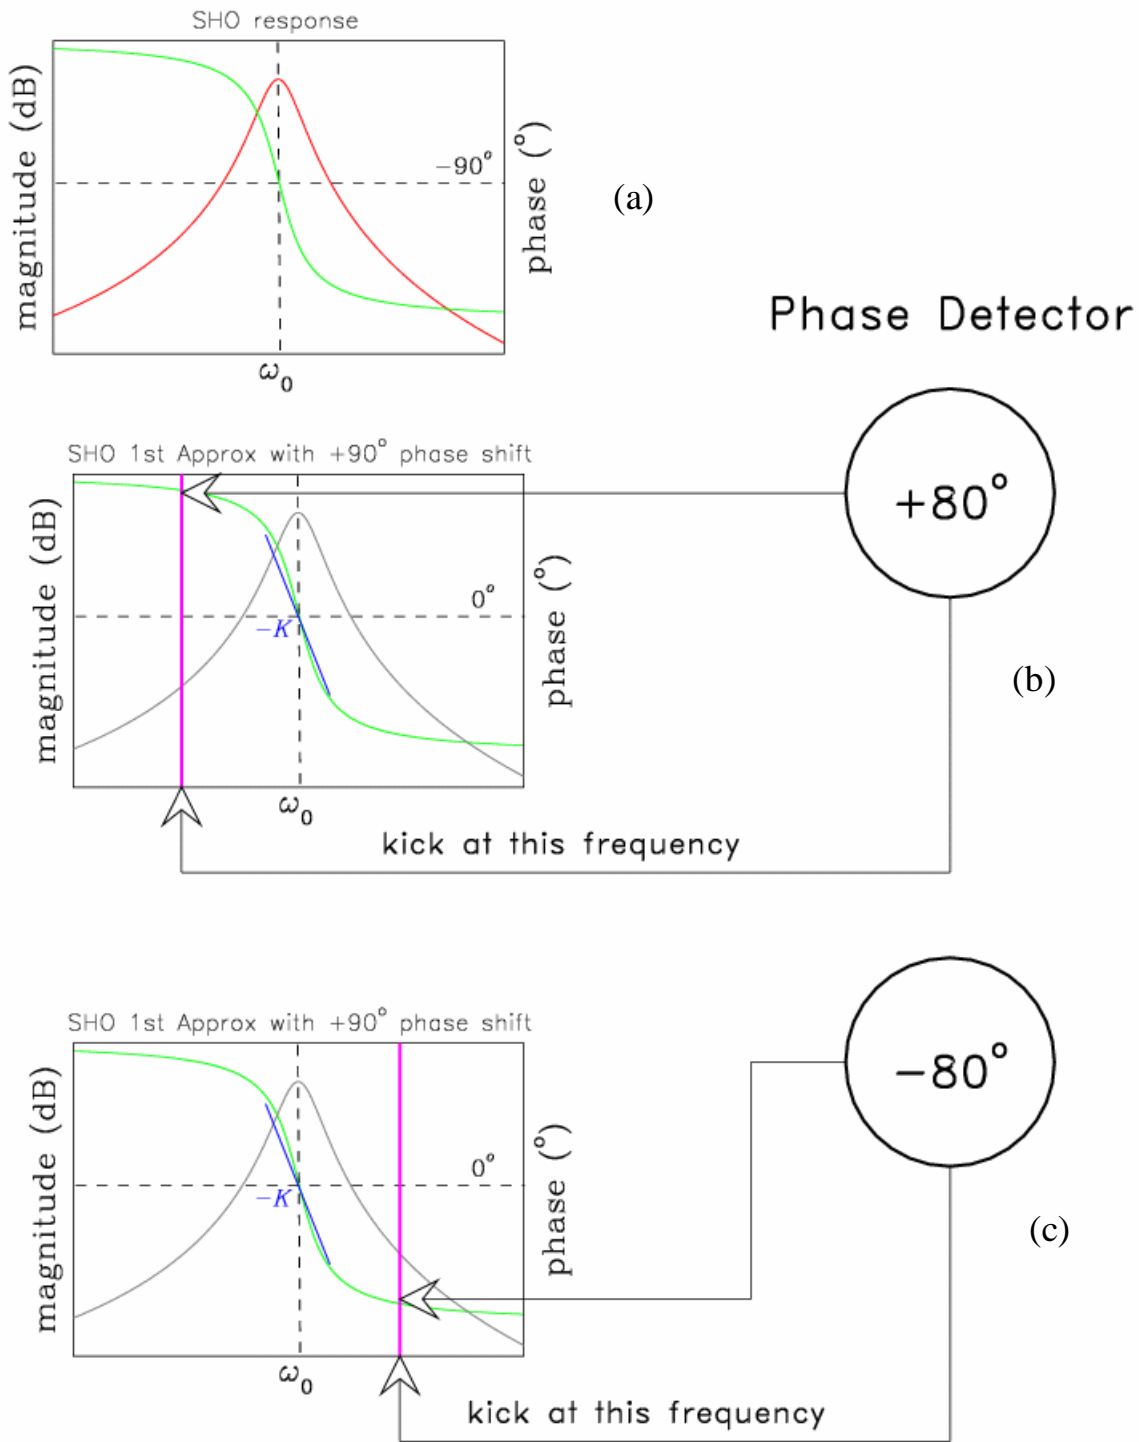 SHO response
magnitude (dB)
−90°
phase (°)
ω₀
(a)
Phase Detector
SHO 1st Approx with +90° phase shift
magnitude (dB)
0°
−K
phase (°)
ω₀
+80°
(b)
kick at this frequency
SHO 1st Approx with +90° phase shift
magnitude (dB)
0°
−K
phase (°)
ω₀
−80°
(c)
kick at this frequency